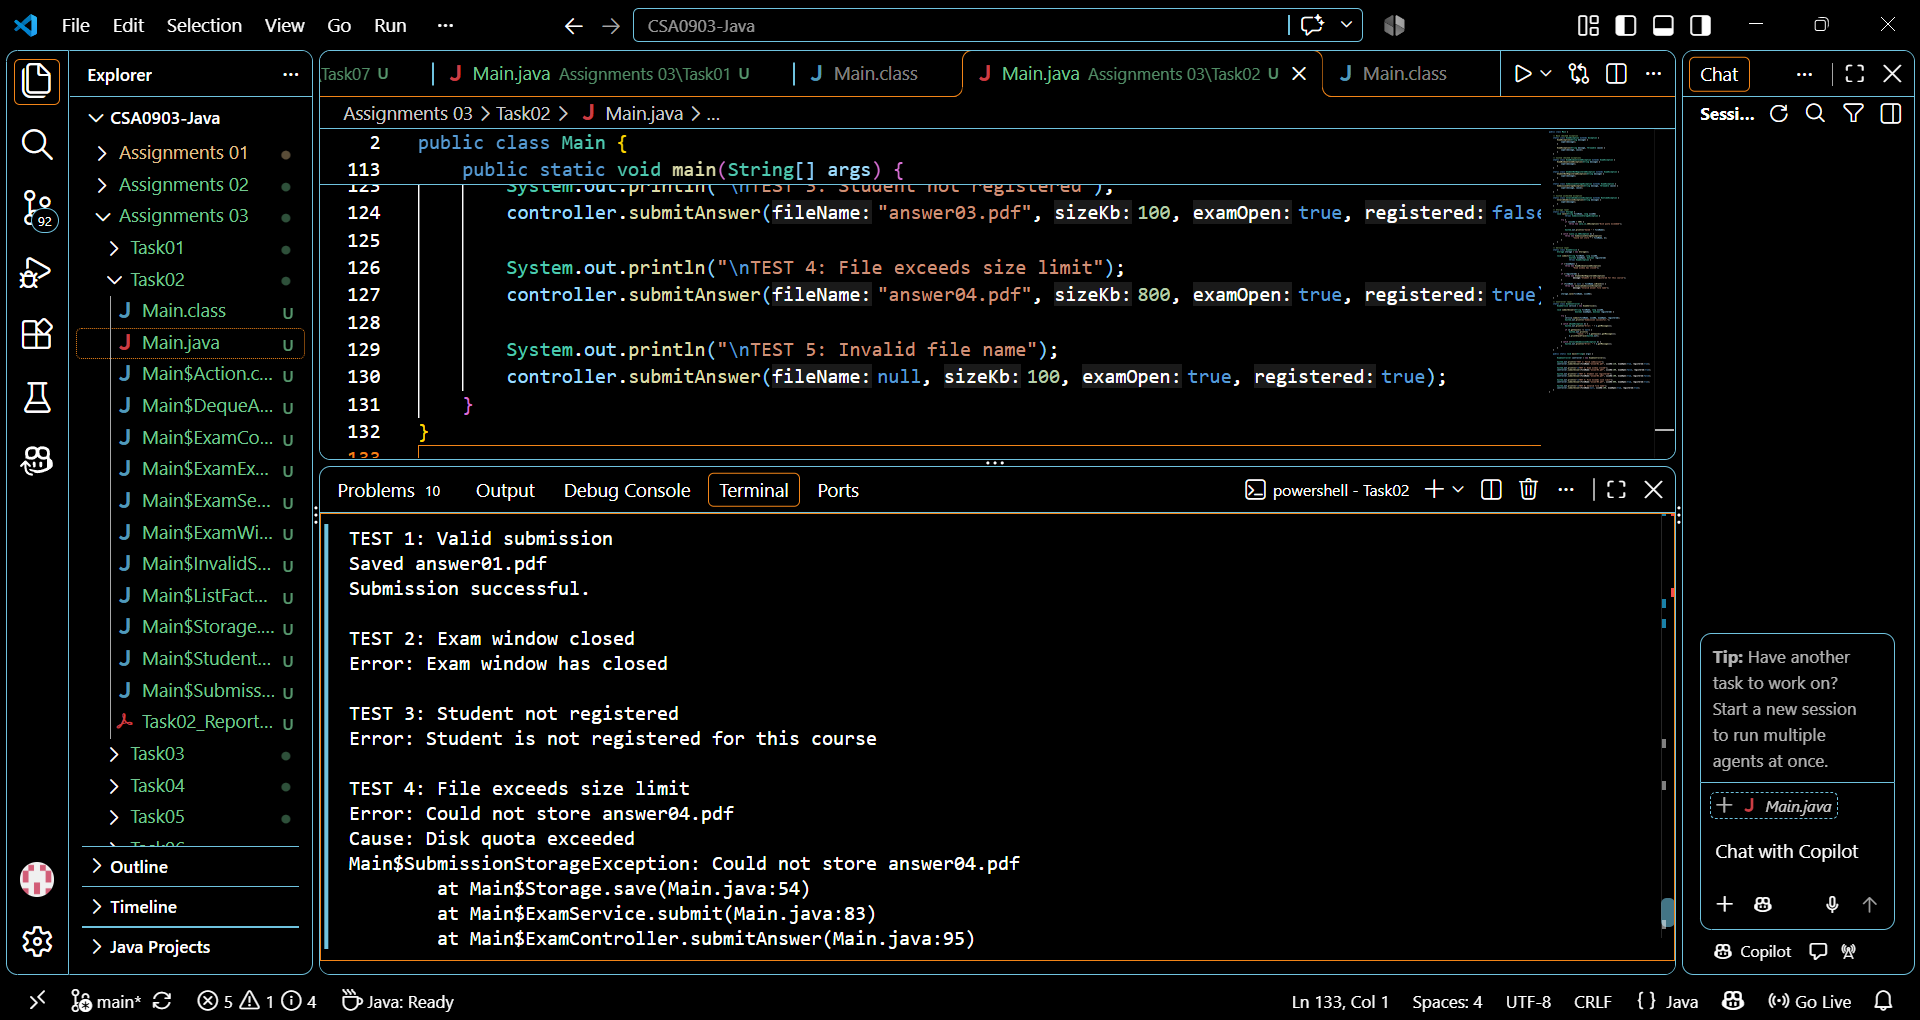 File Edit Selection View Go Run ...
CSA0903-Java
Explorer
CSA0903-Java
Assignments 01
Assignments 02
Assignments 03
Task01
Task02
Main.class U
Main.java U
Main$Action.c... U
Main$DequeA... U
Main$ExamCo... U
Main$ExamEx... U
Main$ExamSe... U
Main$ExamWi... U
Main$InvalidS... U
Main$ListFact... U
Main$Storage.... U
Main$Student... U
Main$Submiss... U
Task02_Report... U
Task03
Task04
Task05
Outline
Timeline
Java Projects
92
Task07 U
Main.java Assignments 03\Task01 U
Main.class
Main.java Assignments 03\Task02 U
Main.class
Assignments 03 > Task02 > Main.java > ...
2 public class Main {
113 public static void main(String[] args) {
123 System.out.println("\nTEST 3: Student not registered");
124 controller.submitAnswer(fileName: "answer03.pdf", sizeKb: 100, examOpen: true, registered: false
125
126 System.out.println("\nTEST 4: File exceeds size limit");
127 controller.submitAnswer(fileName: "answer04.pdf", sizeKb: 800, examOpen: true, registered: true)
128
129 System.out.println("\nTEST 5: Invalid file name");
130 controller.submitAnswer(fileName: null, sizeKb: 100, examOpen: true, registered: true);
131 }
132 }
133
Problems 10 Output Debug Console Terminal Ports
powershell - Task02
TEST 1: Valid submission
Saved answer01.pdf
Submission successful.
TEST 2: Exam window closed
Error: Exam window has closed
TEST 3: Student not registered
Error: Student is not registered for this course
TEST 4: File exceeds size limit
Error: Could not store answer04.pdf
Cause: Disk quota exceeded
Main$SubmissionStorageException: Could not store answer04.pdf
at Main$Storage.save(Main.java:54)
at Main$ExamService.submit(Main.java:83)
at Main$ExamController.submitAnswer(Main.java:95)
Chat
Sessi...
Tip: Have another
task to work on?
Start a new session
to run multiple
agents at once.
Main.java
Chat with Copilot
Copilot
main* 5 1 4 Java: Ready
Ln 133, Col 1 Spaces: 4 UTF-8 CRLF {} Java Go Live